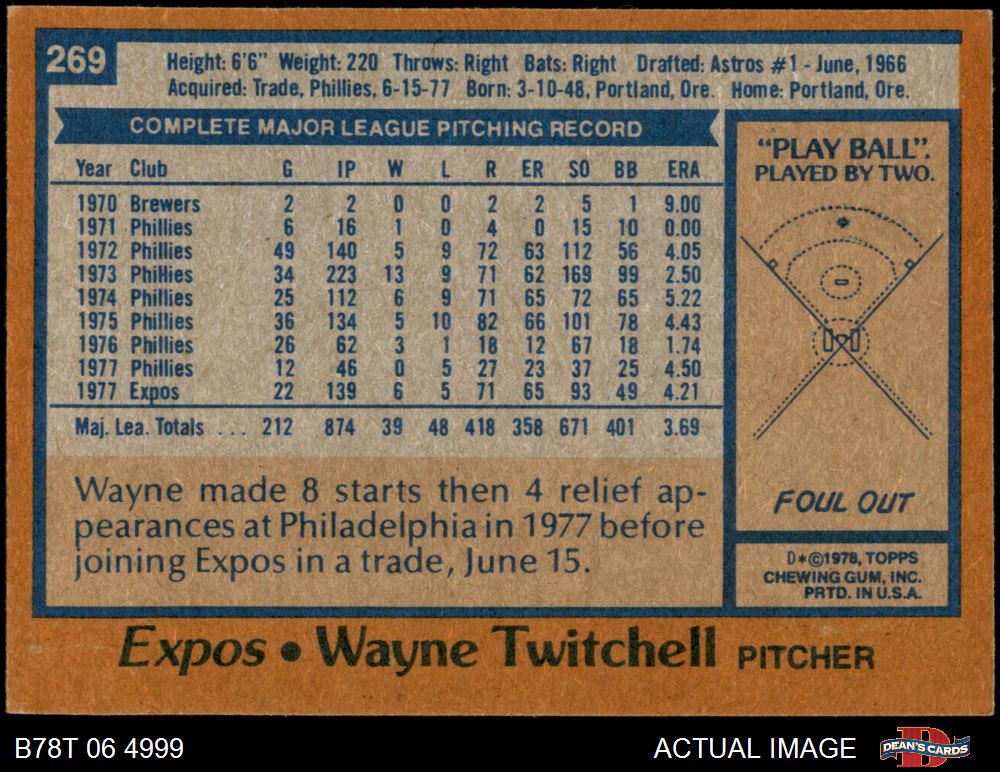 269
Height: 6'6" Weight: 220 Throws: Right Bats: Right Drafted: Astros #1 - June, 1966
Acquired: Trade, Phillies, 6-15-77 Born: 3-10-48, Portland, Ore. Home: Portland, Ore.
COMPLETE MAJOR LEAGUE PITCHING RECORD
Year Club G IP W L R ER SO BB ERA
1970 Brewers 2 2 0 0 2 2 5 1 9.00
1971 Phillies 6 16 1 0 4 0 15 10 0.00
1972 Phillies 49 140 5 9 72 63 112 56 4.05
1973 Phillies 34 223 13 9 71 62 169 99 2.50
1974 Phillies 25 112 6 9 71 65 72 65 5.22
1975 Phillies 36 134 5 10 82 66 101 78 4.43
1976 Phillies 26 62 3 1 18 12 67 18 1.74
1977 Phillies 12 46 0 5 27 23 37 25 4.50
1977 Expos 22 139 6 5 71 65 93 49 4.21
Maj. Lea. Totals ... 212 874 39 48 418 358 671 401 3.69
Wayne made 8 starts then 4 relief ap-
pearances at Philadelphia in 1977 before
joining Expos in a trade, June 15.
"PLAY BALL".
PLAYED BY TWO.
FOUL OUT
D*©1978, TOPPS
CHEWING GUM, INC.
PRTD. IN U.S.A.
Expos • Wayne Twitchell PITCHER
B78T 06 4999
ACTUAL IMAGE
D
DEAN'S CARDS